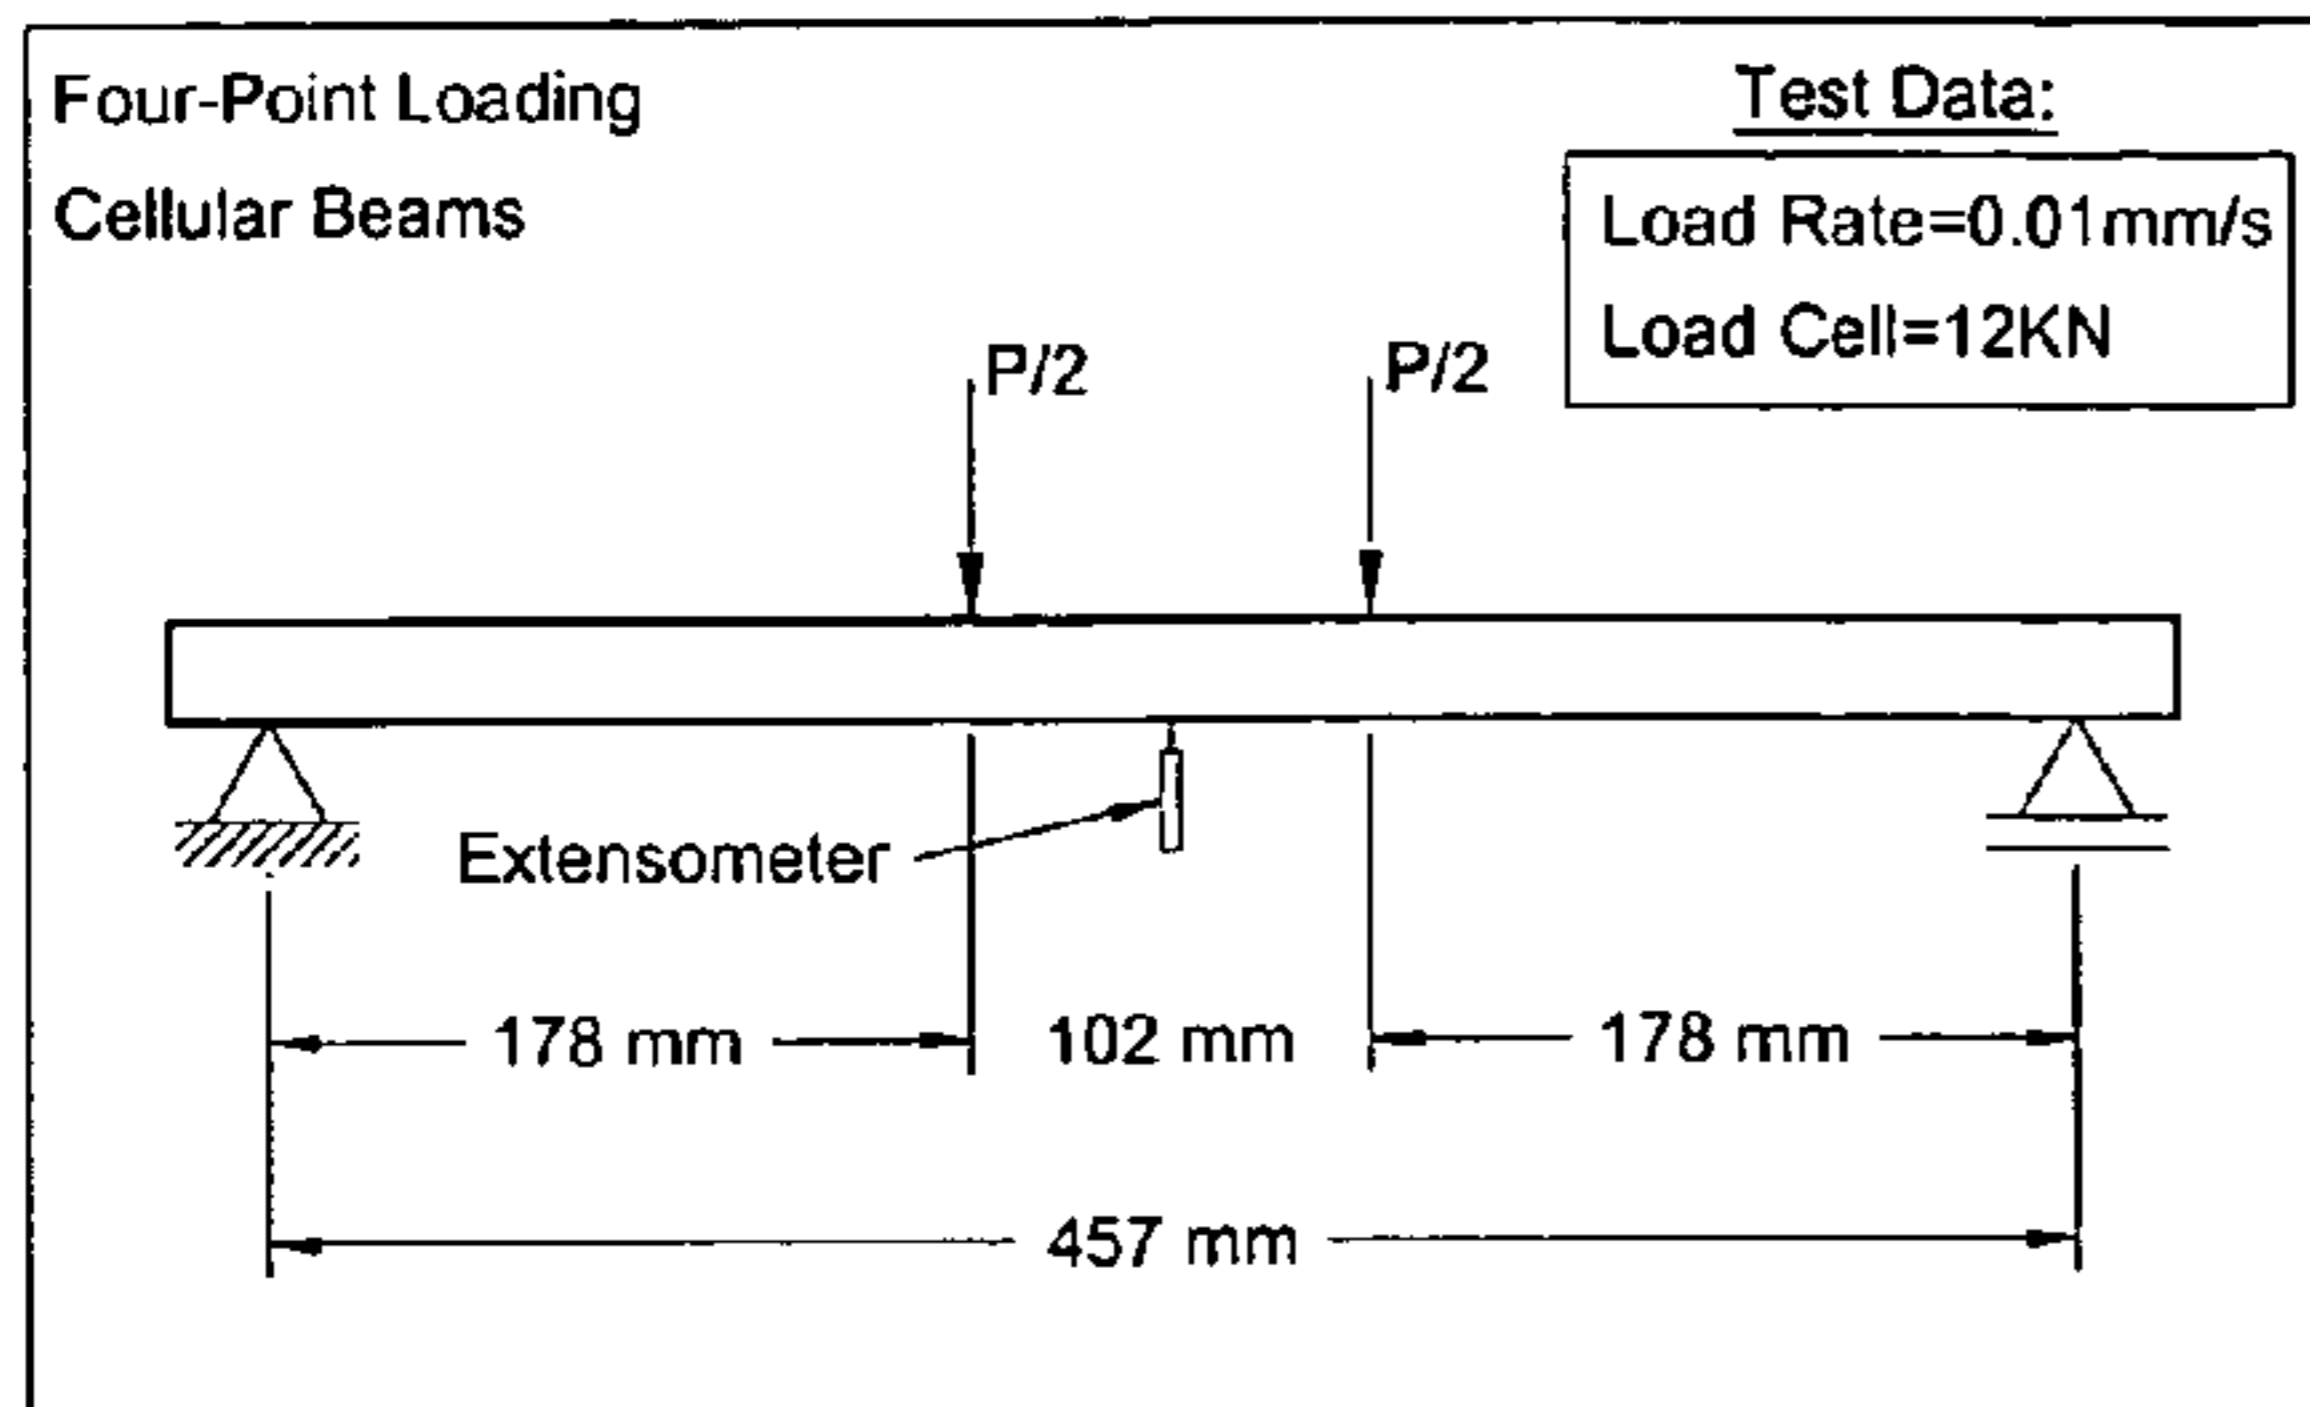 Four-Point Loading
Cellular Beams
Test Data:
Load Rate=0.01mm/s
Load Cell=12KN
P/2
P/2
Extensometer
178 mm
102 mm
178 mm
457 mm